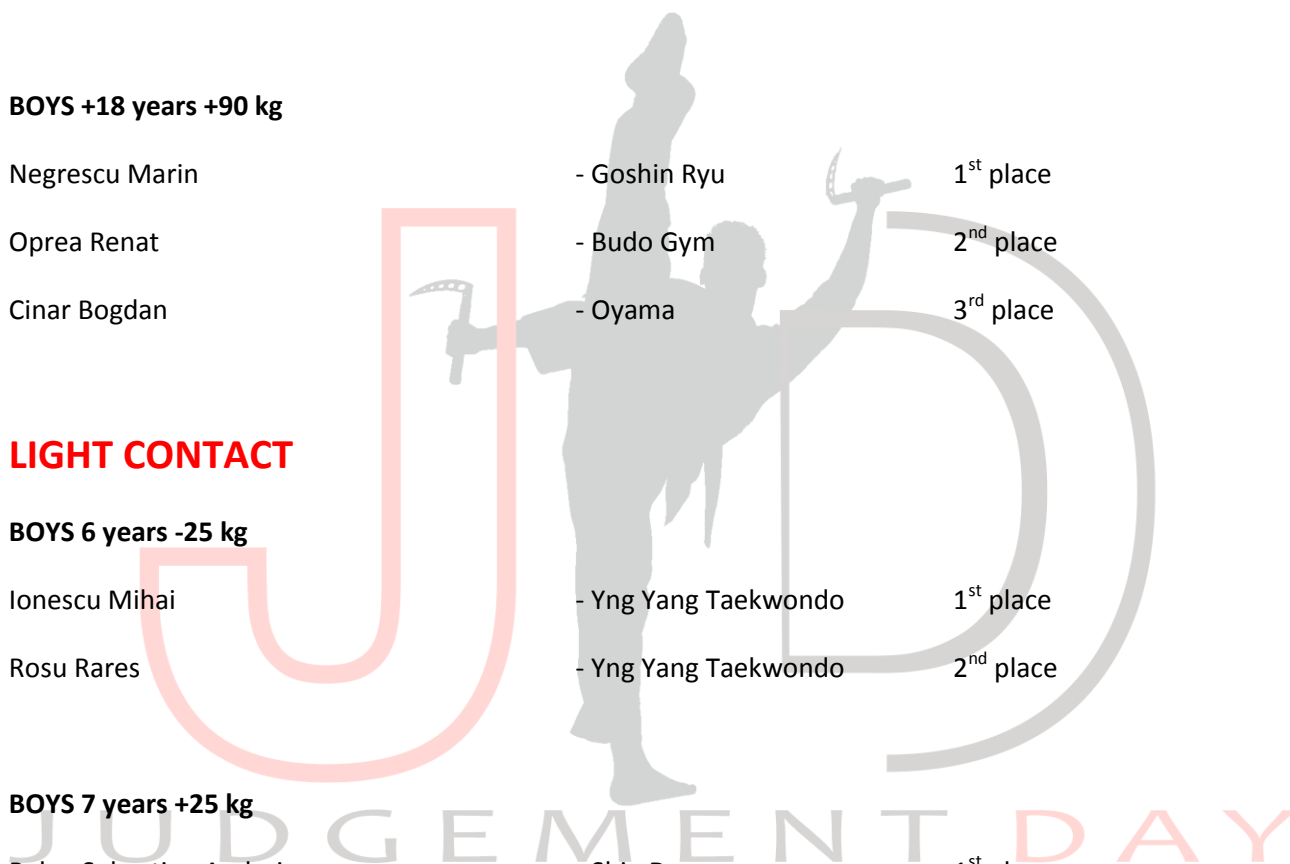 BOYS +18 years +90 kg
Negrescu Marin - Goshin Ryu 1st place
Oprea Renat - Budo Gym 2nd place
Cinar Bogdan - Oyama 3rd place
LIGHT CONTACT
BOYS 6 years -25 kg
Ionescu Mihai - Yng Yang Taekwondo 1st place
Rosu Rares - Yng Yang Taekwondo 2nd place
BOYS 7 years +25 kg
JUDGEMENT DAY
1st